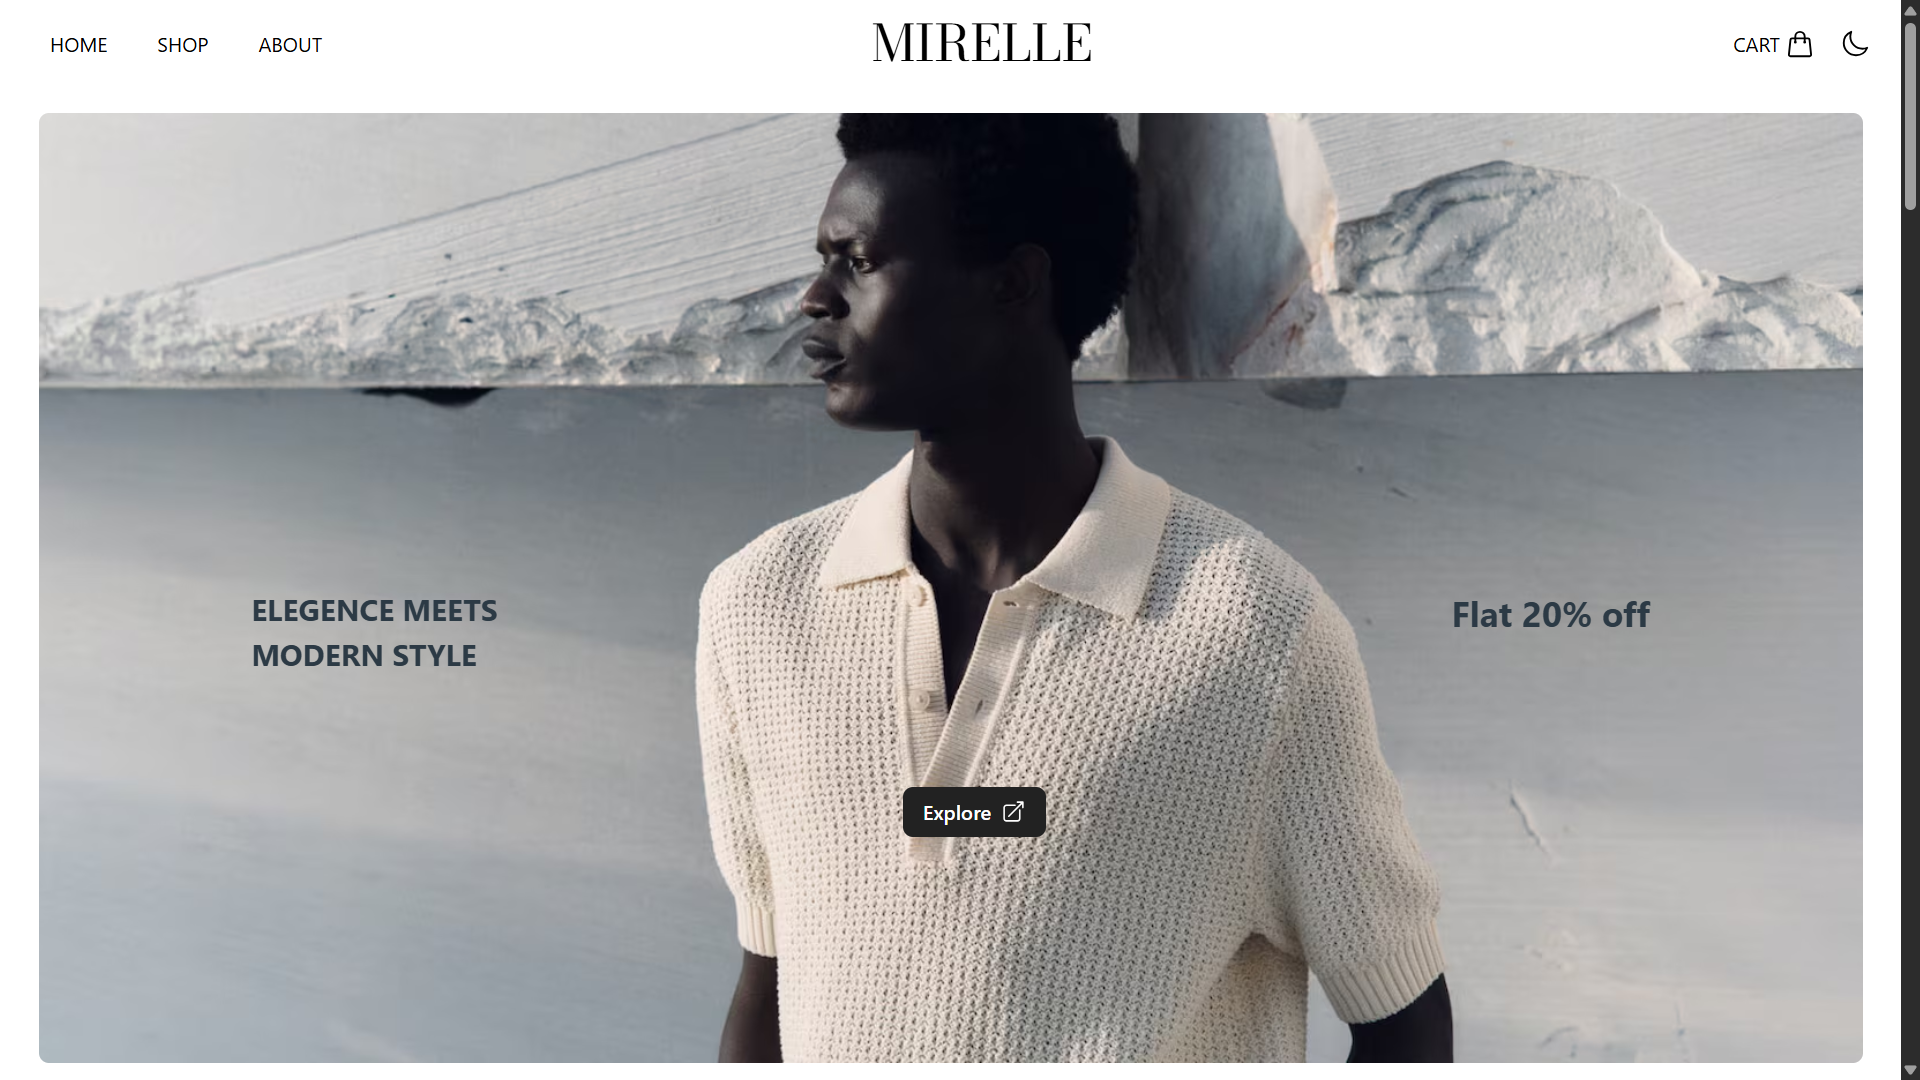 HOME SHOP ABOUT MIRELLE CART
ELEGENCE MEETS
MODERN STYLE
Flat 20% off
Explore